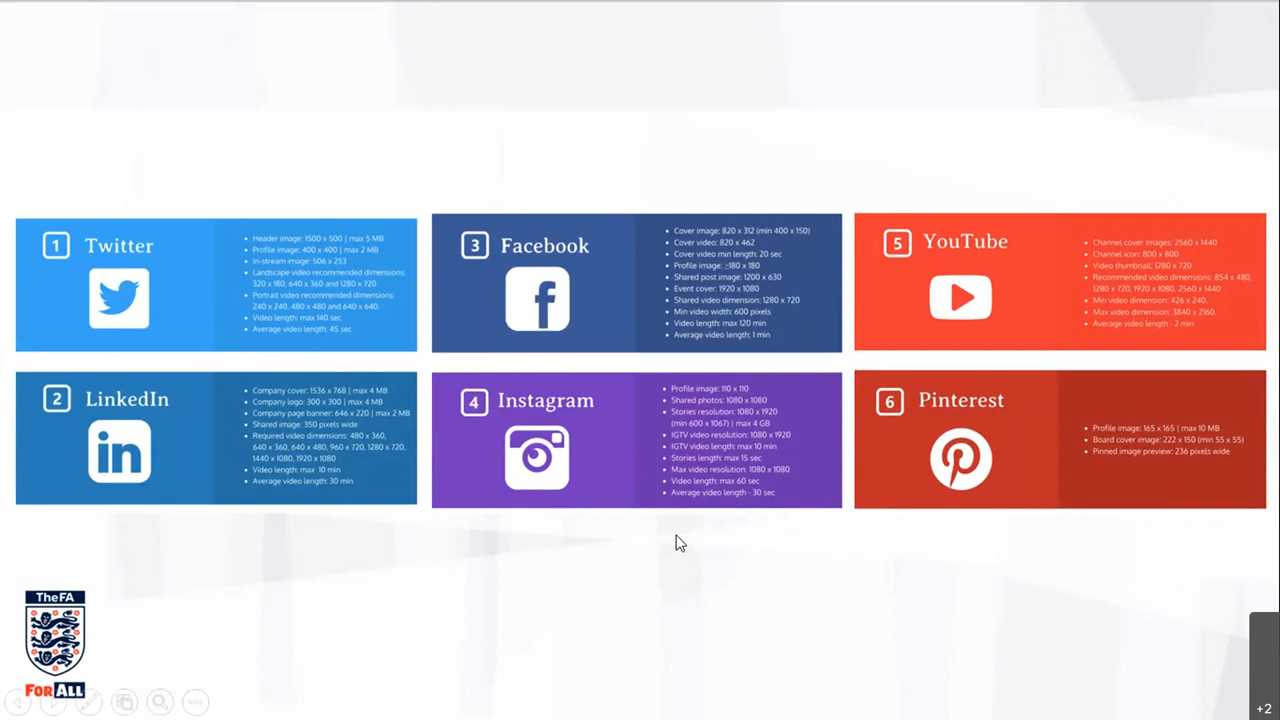 1 Twitter
Header image: 1500 x 500 | max 5 MB
Profile image: 400 x 400 | max 2 MB
In-stream image: 506 x 253
Landscape video recommended dimensions:
320 x 180, 640 x 360 and 1280 x 720
Portrait video recommended dimensions:
240 x 240, 480 x 480 and 640 x 640.
Video length: max 140 sec
Average video length: 45 sec
2 LinkedIn
Company cover: 1536 x 768 | max 4 MB
Company logo: 300 x 300 | max 4 MB
Company page banner: 646 x 220 | max 2 MB
Shared image: 350 pixels wide
Required video dimensions: 480 x 360,
640 x 360, 640 x 480, 960 x 720, 1280 x 720,
1440 x 1080, 1920 x 1080
Video length: max 10 min
Average video length: 30 min
3 Facebook
Cover image: 820 x 312 (min 400 x 150)
Cover video: 820 x 462
Cover video min length: 20 sec
Profile image: ≥180 x 180
Shared post image: 1200 x 630
Event cover: 1920 x 1080
Shared video dimension: 1280 x 720
Min video width: 600 pixels
Video length: max 120 min
Average video length: 1 min
4 Instagram
Profile image: 110 x 110
Shared photos: 1080 x 1080
Stories resolution: 1080 x 1920
(min 600 x 1067) | max 4 GB
IGTV video resolution: 1080 x 1920
IGTV video length: max 10 min
Stories length: max 15 sec
Max video resolution: 1080 x 1080
Video length: max 60 sec
Average video length - 30 sec
5 YouTube
Channel cover images: 2560 x 1440
Channel icon: 800 x 800
Video thumbnail: 1280 x 720
Recommended video dimensions: 854 x 480,
1280 x 720, 1920 x 1080, 2560 x 1440
Min video dimension: 426 x 240,
Max video dimension: 3840 x 2160.
Average video length - 2 min
6 Pinterest
Profile image: 165 x 165 | max 10 MB
Board cover image: 222 x 150 (min 55 x 55)
Pinned image preview: 236 pixels wide
The FA
FOR ALL
+2